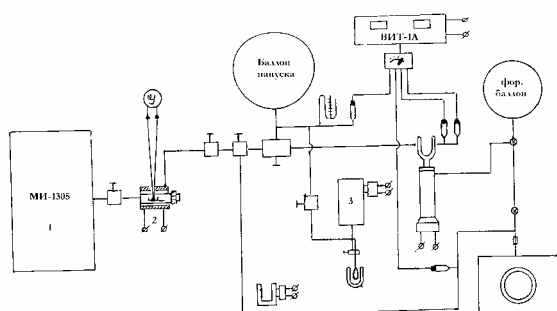 ВИТ-1А
Баллон
напуска
фор.
баллон
У
МИ-1305
1
2
3